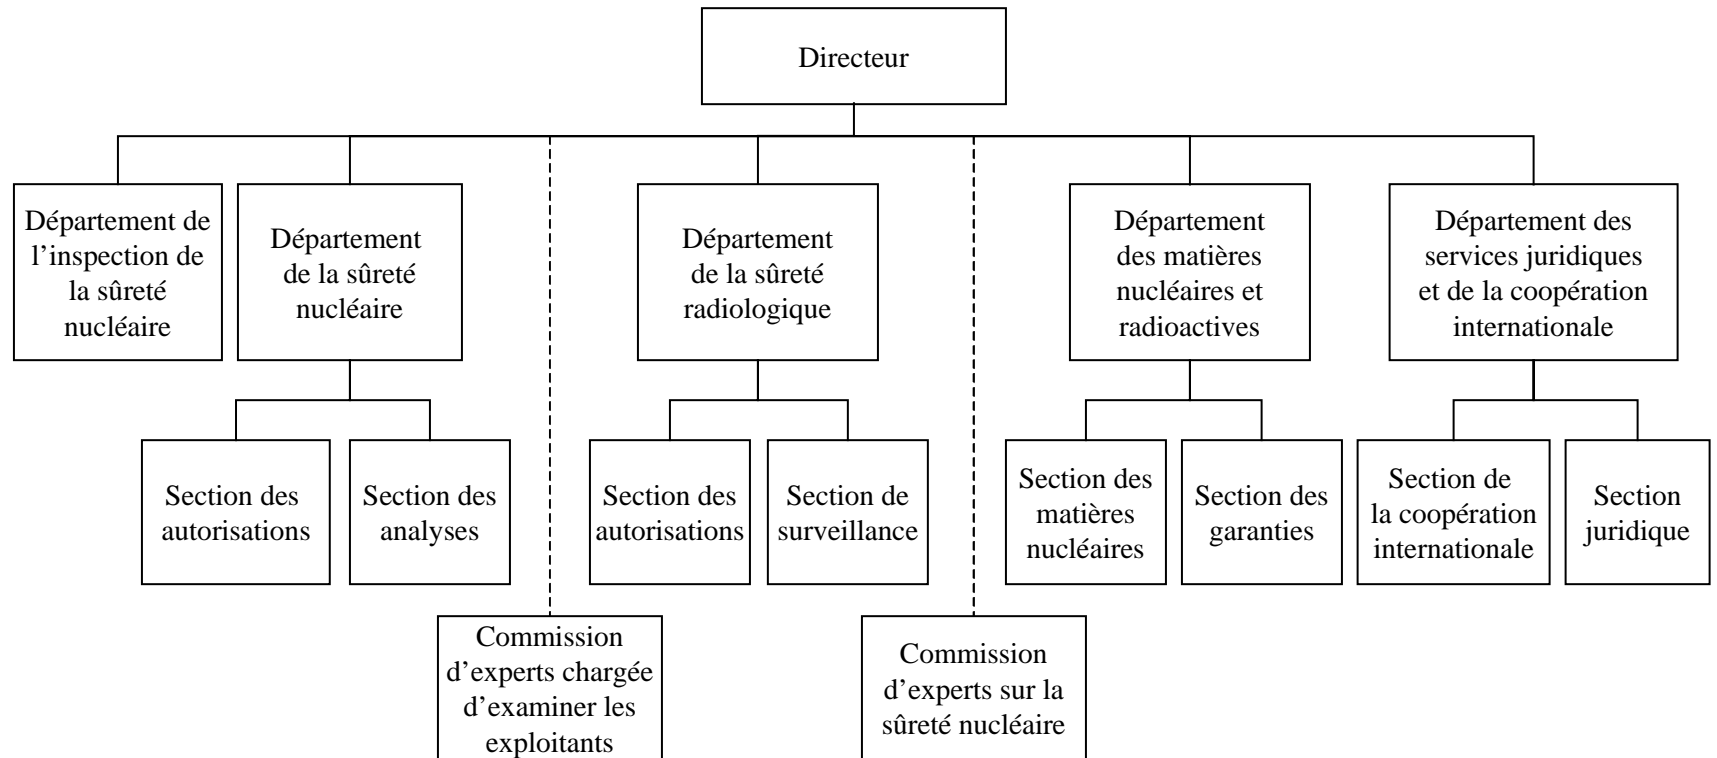 Directeur
Département de
l’inspection de
la sûreté
nucléaire
Département
de la sûreté
nucléaire
Département
de la sûreté
radiologique
Département
des matières
nucléaires et
radioactives
Département des
services juridiques
et de la coopération
internationale
Section des
autorisations
Section des
analyses
Section des
autorisations
Section de
surveillance
Section des
matières
nucléaires
Section des
garanties
Section de
la coopération
internationale
Section
juridique
Commission
d’experts chargée
d’examiner les
exploitants
Commission
d’experts sur la
sûreté nucléaire